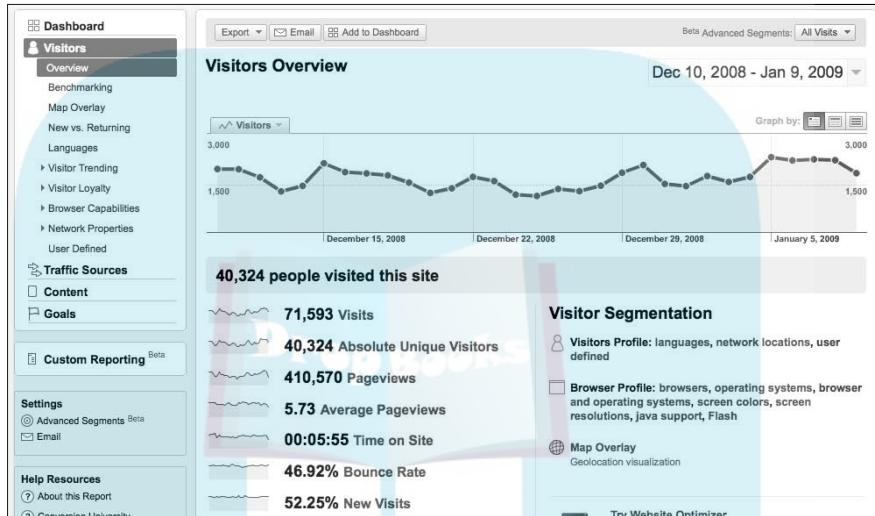 Dashboard
Visitors
Overview
Benchmarking
Map Overlay
New vs. Returning
Languages
Visitor Trending
Visitor Loyalty
Browser Capabilities
Network Properties
User Defined
Traffic Sources
Content
Goals
Custom Reporting Beta
Settings
Advanced Segments Beta
Email
Help Resources
About this Report
Conversion University
Export Email Add to Dashboard
Beta Advanced Segments: All Visits
Visitors Overview
Dec 10, 2008 - Jan 9, 2009
Visitors
Graph by:
3,000 3,000
1,500 1,500
December 15, 2008 December 22, 2008 December 29, 2008 January 5, 2009
40,324 people visited this site
71,593 Visits
40,324 Absolute Unique Visitors
410,570 Pageviews
5.73 Average Pageviews
00:05:55 Time on Site
46.92% Bounce Rate
52.25% New Visits
Visitor Segmentation
Visitors Profile: languages, network locations, user
defined
Browser Profile: browsers, operating systems, browser
and operating systems, screen colors, screen
resolutions, java support, Flash
Map Overlay
Geolocation visualization
Try Website Optimizer
DropBooks